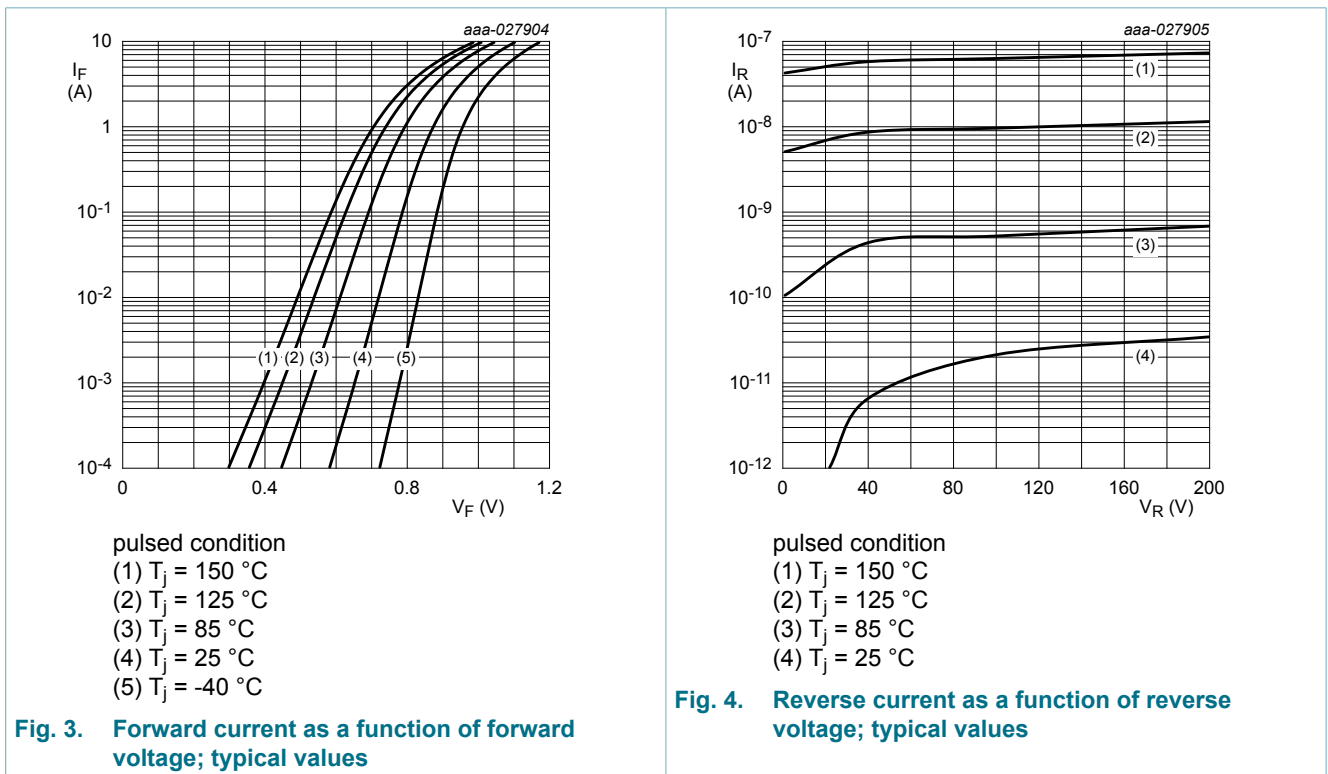 aaa-027904
10
I_F
(A)
1
10^-1
10^-2
10^-3
10^-4
(1) (2) (3) (4) (5)
0 0.4 0.8 1.2
V_F (V)
pulsed condition
(1) T_j = 150 °C
(2) T_j = 125 °C
(3) T_j = 85 °C
(4) T_j = 25 °C
(5) T_j = -40 °C
Fig. 3. Forward current as a function of forward
voltage; typical values
aaa-027905
10^-7
I_R
(A)
(1)
10^-8
(2)
10^-9
(3)
10^-10
(4)
10^-11
10^-12
0 40 80 120 160 200
V_R (V)
pulsed condition
(1) T_j = 150 °C
(2) T_j = 125 °C
(3) T_j = 85 °C
(4) T_j = 25 °C
Fig. 4. Reverse current as a function of reverse
voltage; typical values